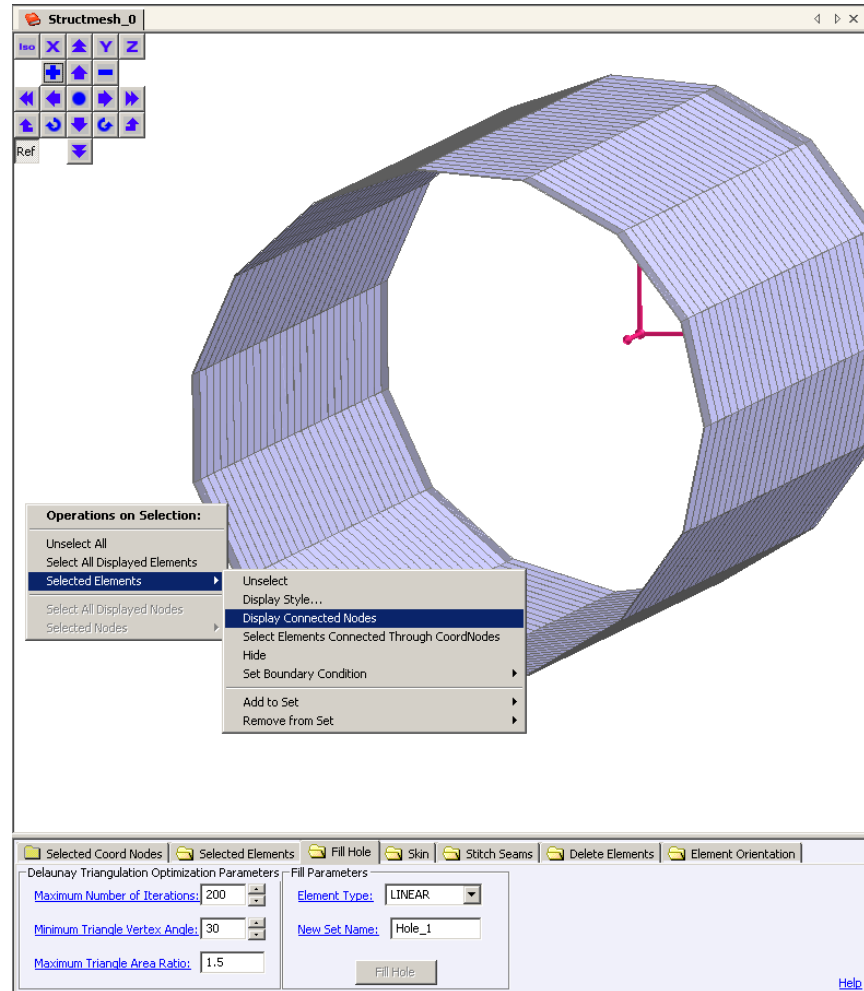 Structmesh_0
Iso X Y Z
Ref
Operations on Selection:
Unselect All
Select All Displayed Elements
Selected Elements
Select All Displayed Nodes
Selected Nodes
Unselect
Display Style...
Display Connected Nodes
Select Elements Connected Through CoordNodes
Hide
Set Boundary Condition
Add to Set
Remove from Set
Selected Coord Nodes Selected Elements Fill Hole Skin Stitch Seams Delete Elements Element Orientation
Delaunay Triangulation Optimization Parameters Fill Parameters
Maximum Number of Iterations: 200 Element Type: LINEAR
Minimum Triangle Vertex Angle: 30 New Set Name: Hole_1
Maximum Triangle Area Ratio: 1.5
Fill Hole
Help